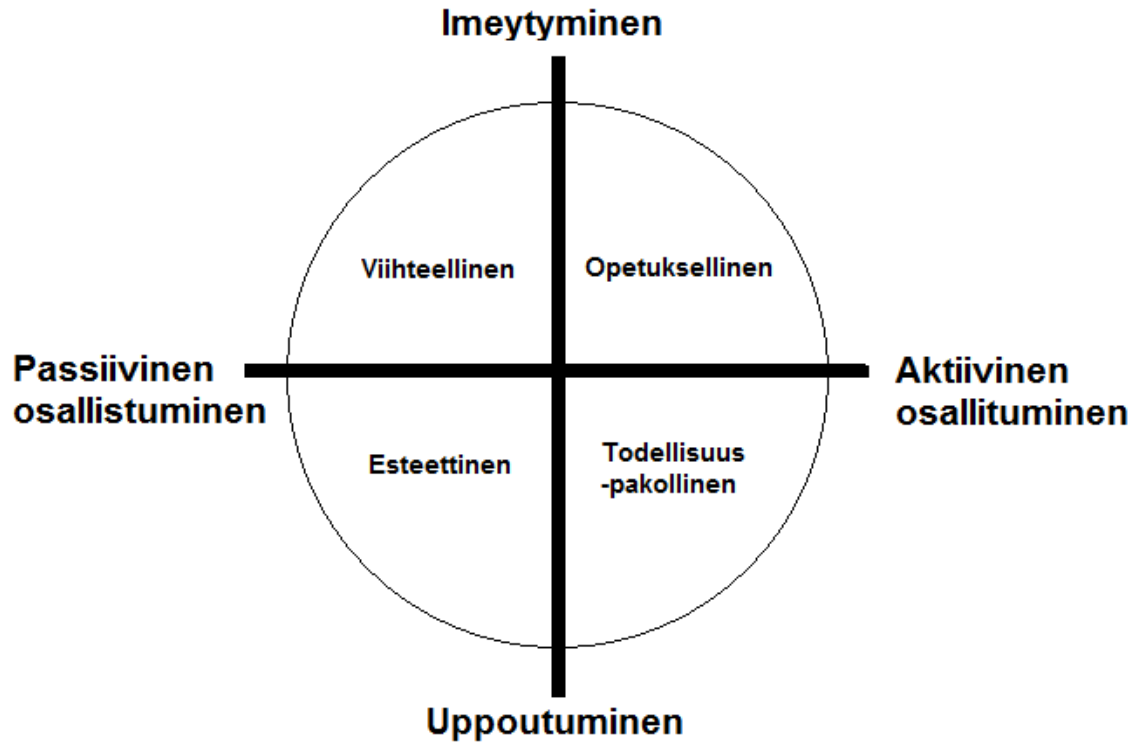 Imeytyminen
Viihteellinen
Opetuksellinen
Passiivinen
osallistuminen
Aktiivinen
osallituminen
Esteettinen
Todellisuus
-pakollinen
Uppoutuminen